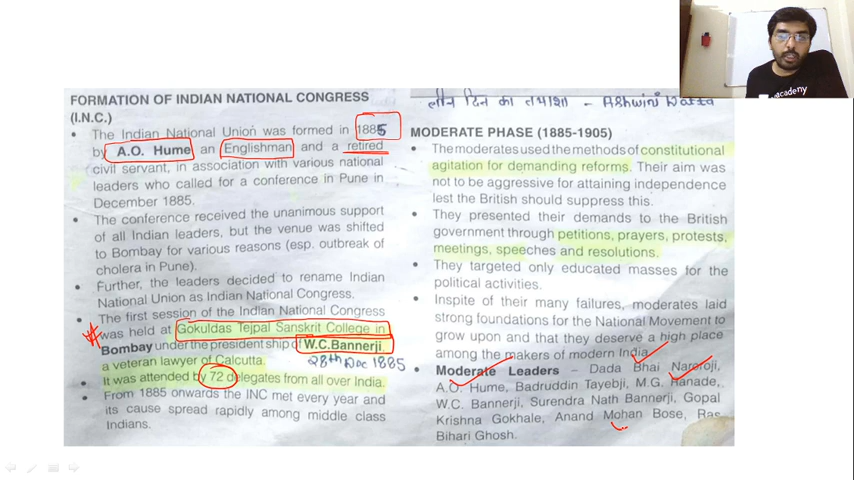 FORMATION OF INDIAN NATIONAL CONGRESS
(I.N.C.)
• The Indian National Union was formed in 1885
by A.O. Hume an Englishman and a retired
civil servant, in association with various national
leaders who called for a conference in Pune in
December 1885.
• The conference received the unanimous support
of all Indian leaders, but the venue was shifted
to Bombay for various reasons (esp. outbreak of
cholera in Pune).
• Further, the leaders decided to rename Indian
National Union as Indian National Congress.
• The first session of the Indian National Congress
was held at Gokuldas Tejpal Sanskrit College in
Bombay under the president ship of W.C.Bannerji,
a veteran lawyer of Calcutta.
28th Dec 1885
• It was attended by 72 delegates from all over India.
• From 1885 onwards the INC met every year and
its cause spread rapidly among middle class
Indians.
तीन दिन का तमाशा - Ashwini Datta
MODERATE PHASE (1885-1905)
• The moderates used the methods of constitutional
agitation for demanding reforms. Their aim was
not to be aggressive for attaining independence
lest the British should suppress this.
• They presented their demands to the British
government through petitions, prayers, protests,
meetings, speeches and resolutions.
• They targeted only educated masses for the
political activities.
• Inspite of their many failures, moderates laid
strong foundations for the National Movement to
grow upon and that they deserve a high place
among the makers of modern India.
• Moderate Leaders – Dada Bhai Naroroji,
A.O. Hume, Badruddin Tayebji, M.G. Ranade,
W.C. Bannerji, Surendra Nath Bannerji, Gopal
Krishna Gokhale, Anand Mohan Bose, Ras
Bihari Ghosh.
academy